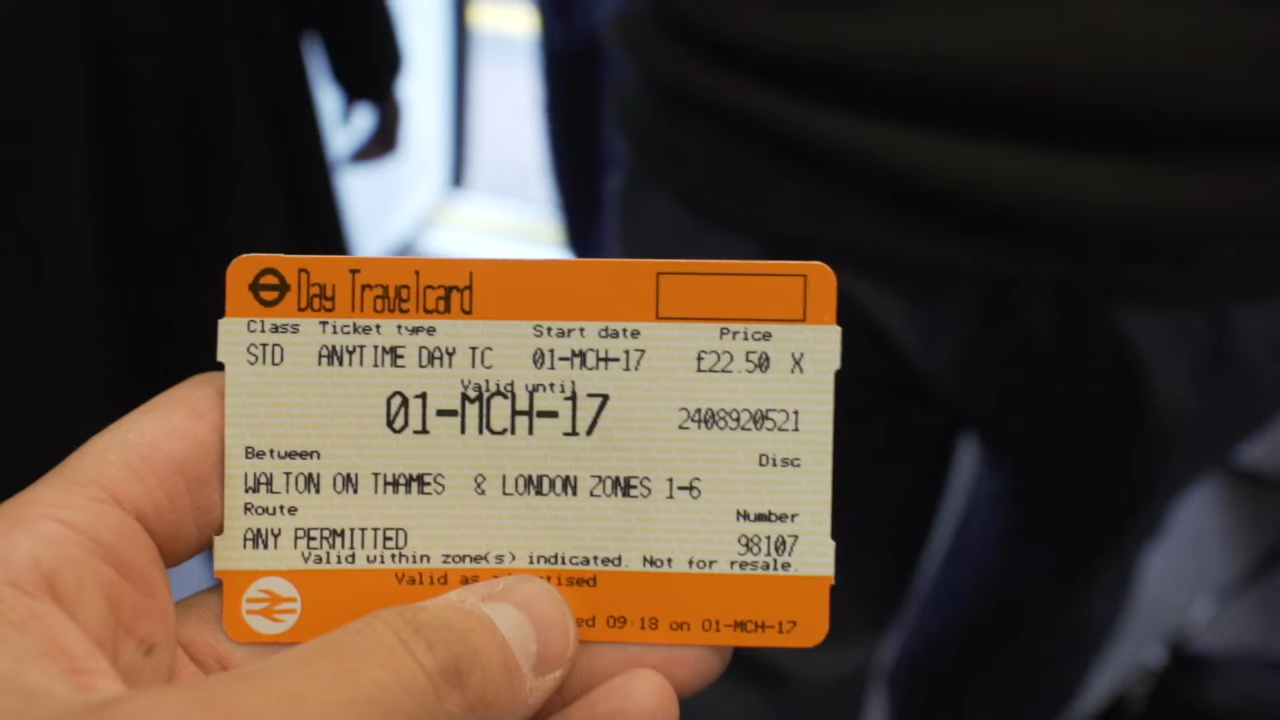 Day Travelcard
Class Ticket type Start date Price
STD ANYTIME DAY TC 01-MCH-17 £22.50 X
Valid until
01-MCH-17 2408920521
Between Disc
WALTON ON THAMES & LONDON ZONES 1-6
Route Number
ANY PERMITTED 98107
Valid within zone(s) indicated. Not for resale.
Valid as
09:18 on 01-MCH-17